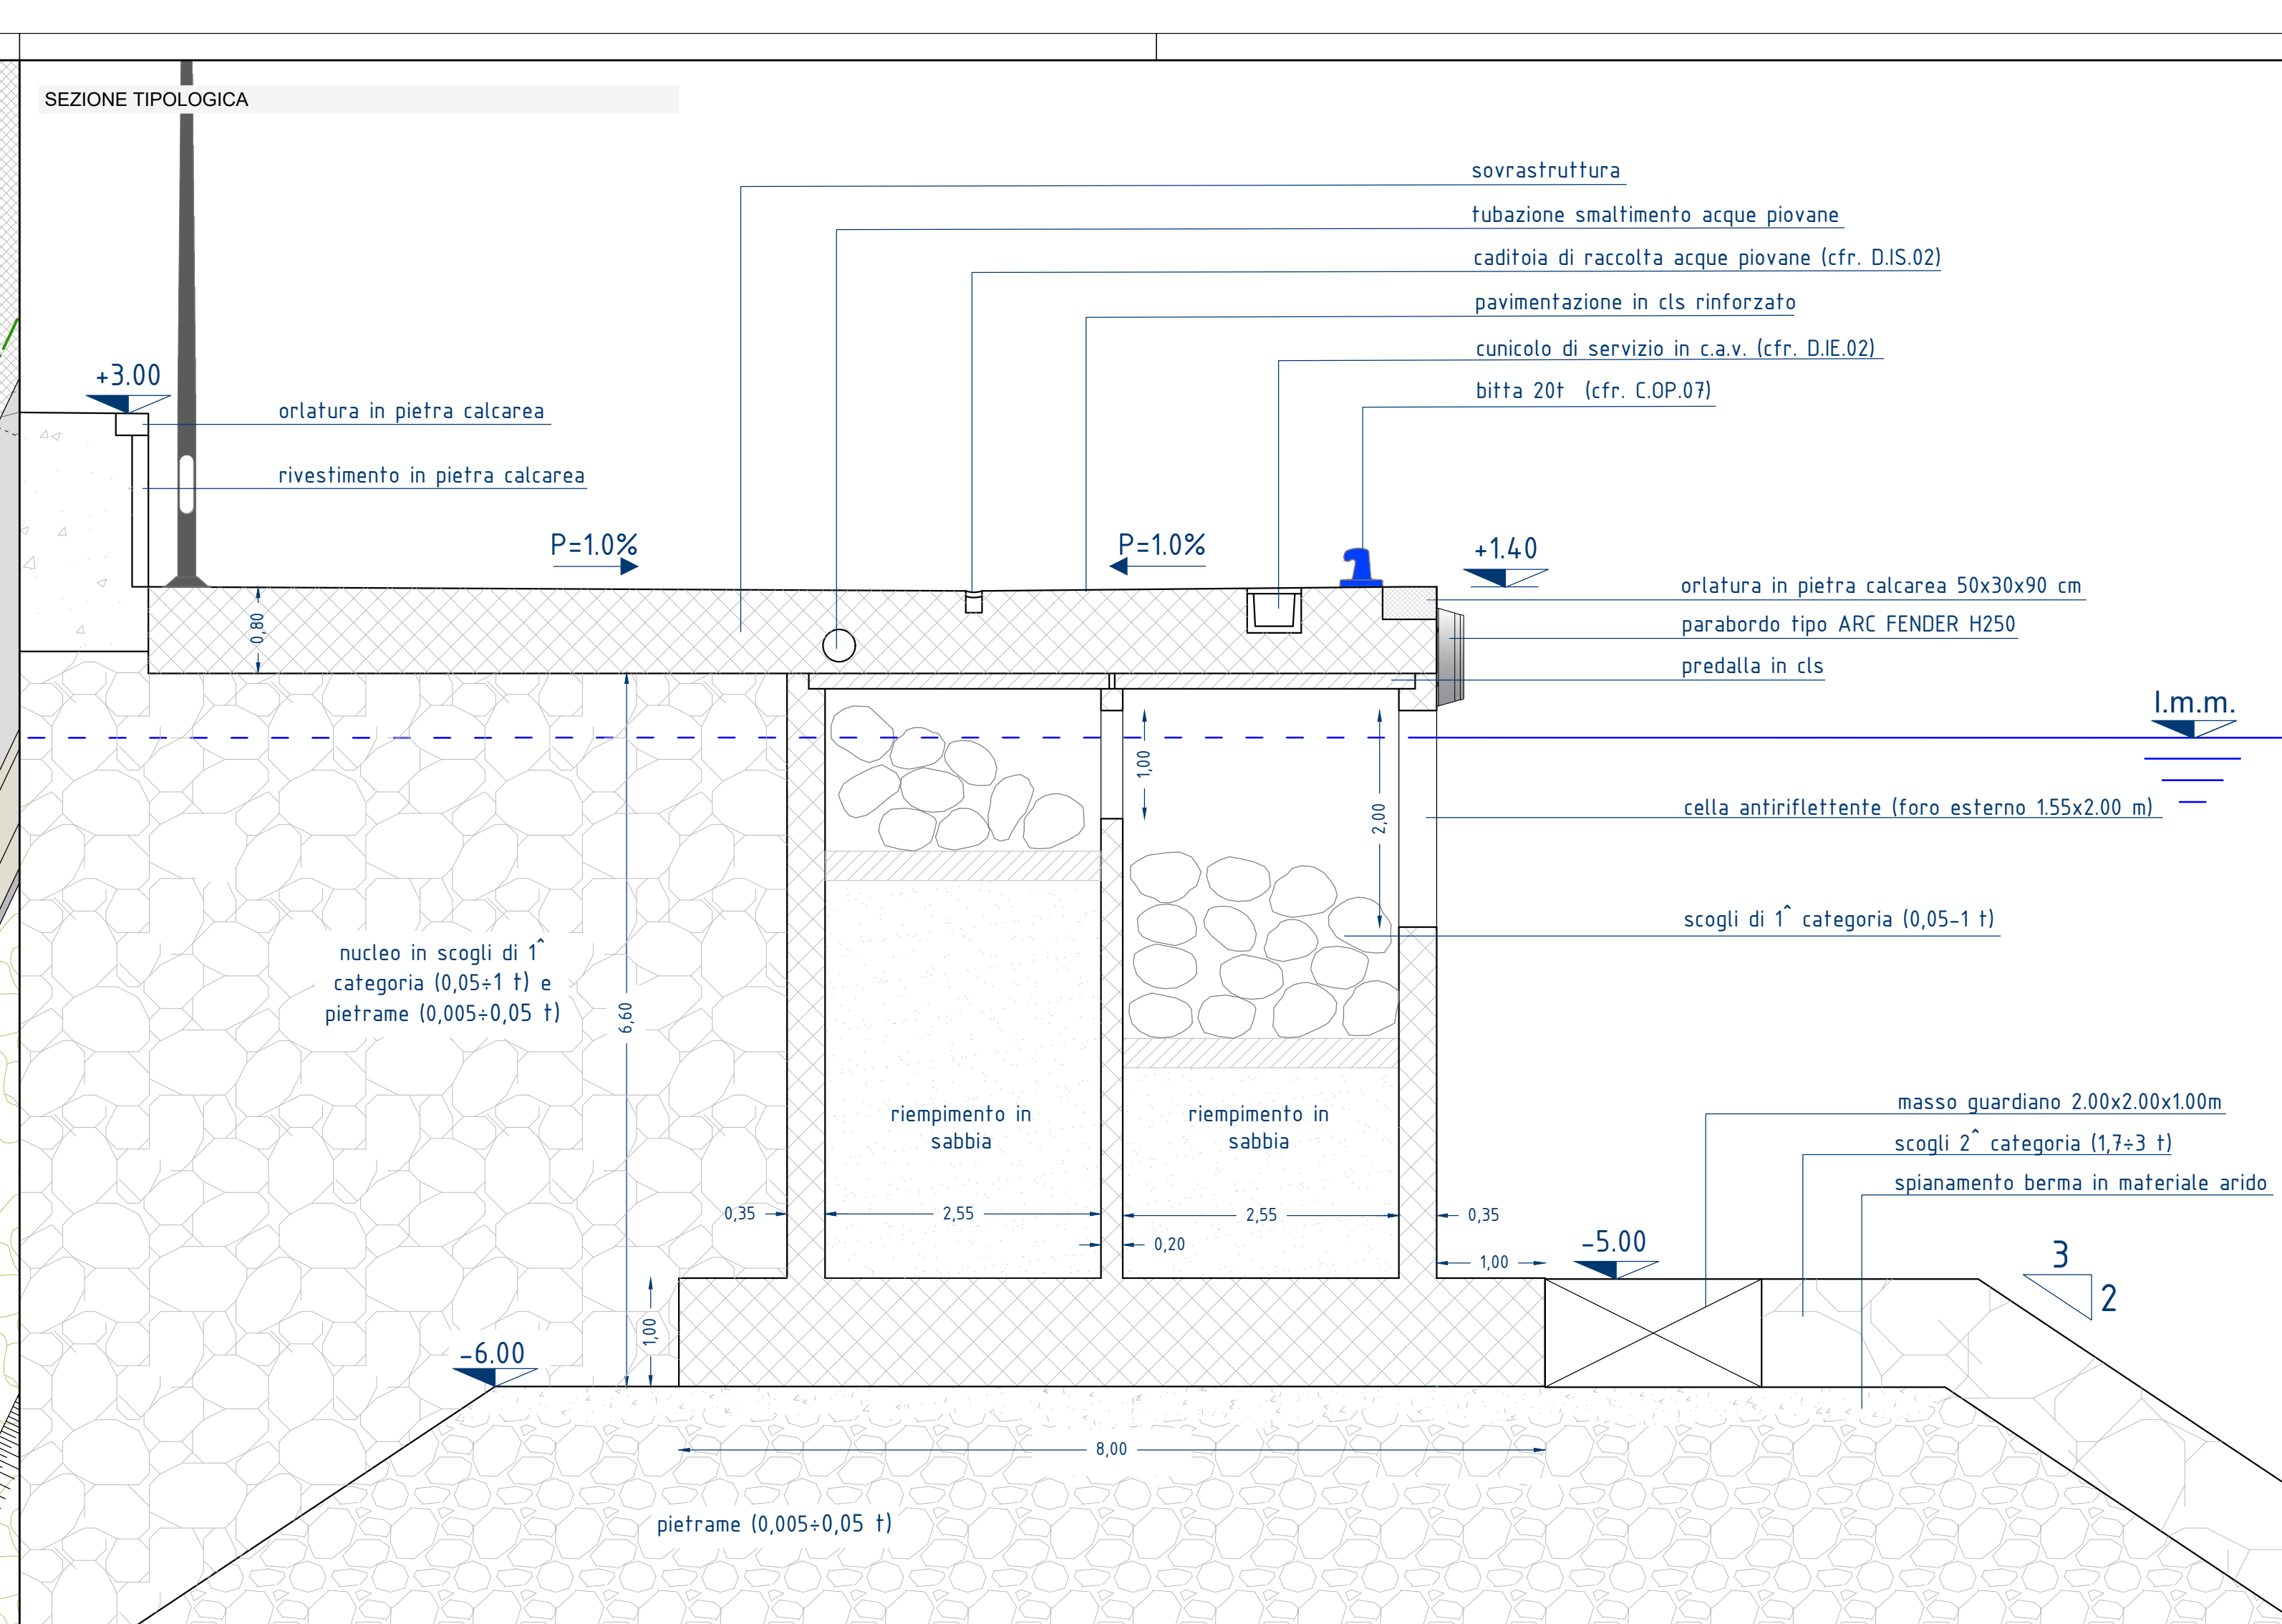 SEZIONE TIPOLOGICA
sovrastruttura
tubazione smaltimento acque piovane
caditoia di raccolta acque piovane (cfr. D.IS.02)
pavimentazione in cls rinforzato
cunicolo di servizio in c.a.v. (cfr. D.IE.02)
bitta 20t (cfr. C.OP.07)
+3.00
orlatura in pietra calcarea
rivestimento in pietra calcarea
P=1.0%
P=1.0%
+1.40
orlatura in pietra calcarea 50x30x90 cm
parabordo tipo ARC FENDER H250
predalla in cls
0,80
l.m.m.
1,00
2,00
cella antiriflettente (foro esterno 1.55x2.00 m)
scogli di 1^ categoria (0,05-1 t)
nucleo in scogli di 1^
categoria (0,05÷1 t) e
pietrame (0,005÷0,05 t)
6,60
riempimento in
sabbia
riempimento in
sabbia
masso guardiano 2.00x2.00x1.00m
scogli 2^ categoria (1,7÷3 t)
spianamento berma in materiale arido
0,35
2,55
2,55
0,35
0,20
1,00
-5.00
3
2
1,00
-6.00
8,00
pietrame (0,005÷0,05 t)